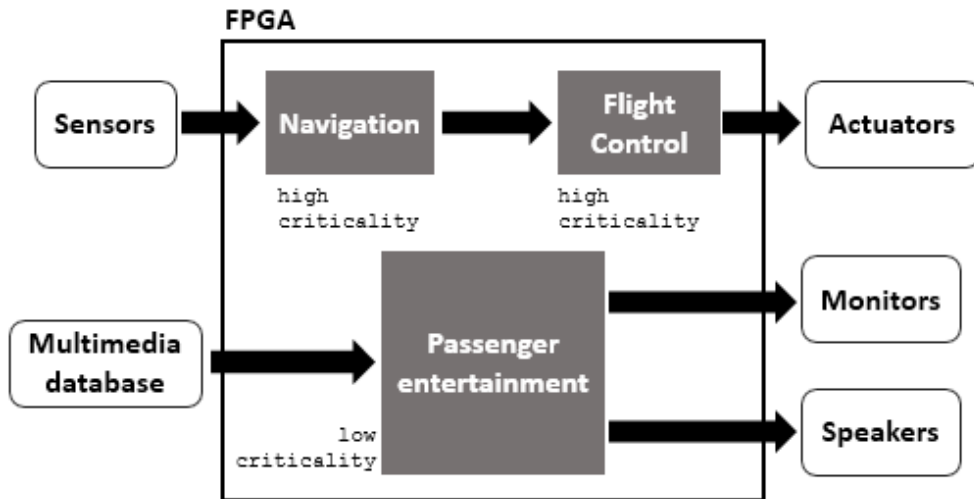 FPGA
Sensors
Navigation
Flight
Control
Actuators
high
criticality
high
criticality
Multimedia
database
Passenger
entertainment
low
criticality
Monitors
Speakers